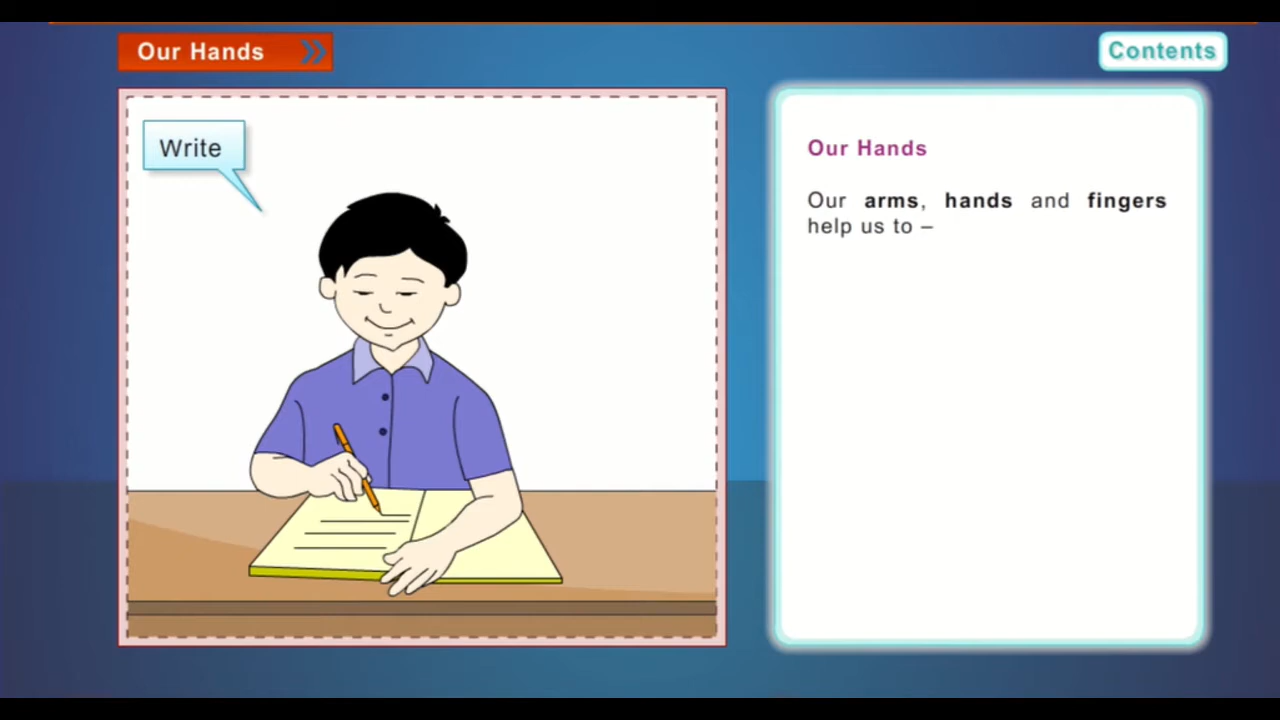 Our Hands
Contents
Write
Our Hands
Our arms, hands and fingers
help us to –